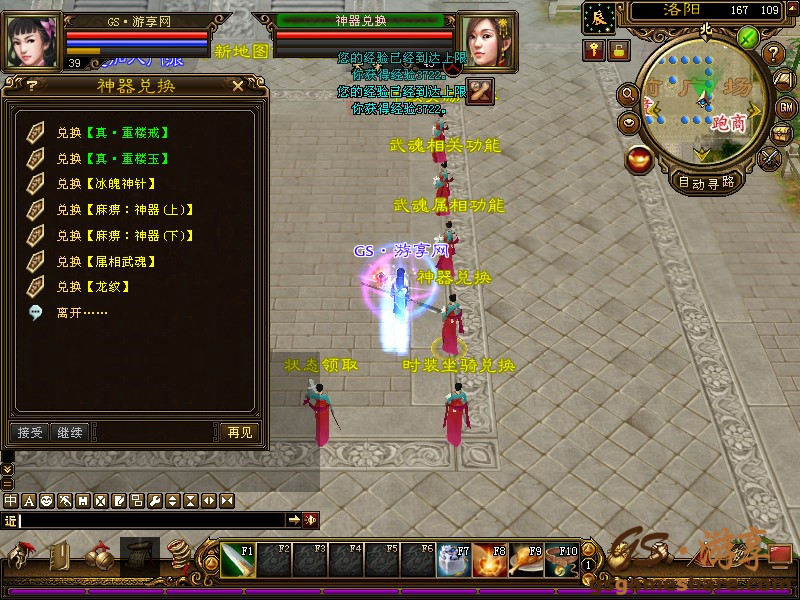 GS·游享网
39
神器兑换
新地图
您的经验已经到达上限
你获得经验3722。
您的经验已经到达上限
你获得经验3722。
洛阳
167 109
北
辰
跑商
GM
自动寻路
? 神器兑换
兑换【真·重楼戒】
兑换【真·重楼玉】
兑换【冰魄神针】
兑换【麻痹：神器(上)】
兑换【麻痹：神器(下)】
兑换【属相武魂】
兑换【龙纹】
离开……
接受
继续
再见
武魂相关功能
武魂属相功能
GS·游享网
神器兑换
状态领取
时装坐骑兑换
中 A
近
F1 F2 F3 F4 F5 F6 F7 F8 F9 F10
1
GS·游享